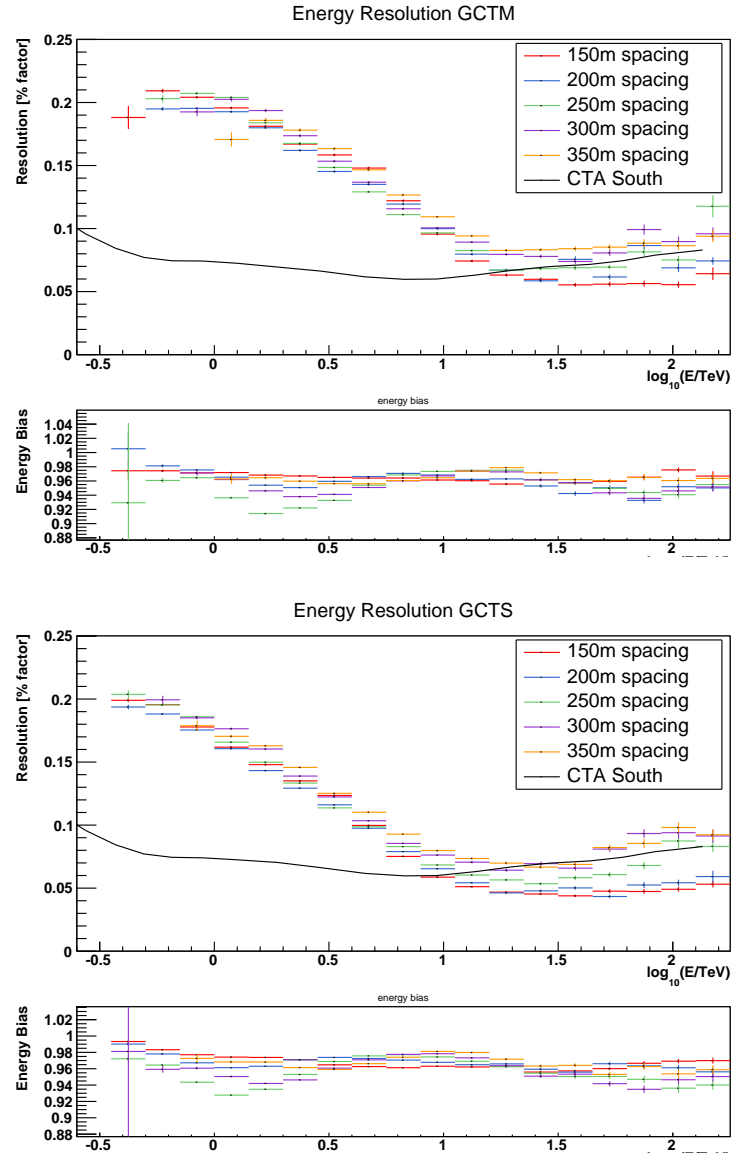 Energy Resolution GCTM
Resolution [% factor]
0.25
0.2
0.15
0.1
0.05
0
150m spacing
200m spacing
250m spacing
300m spacing
350m spacing
CTA South
-0.5 0 0.5 1 1.5 2
log10(E/TeV)
energy bias
Energy Bias
1.04
1.02
1
0.98
0.96
0.94
0.92
0.9
0.88
-0.5 0 0.5 1 1.5 2
Energy Resolution GCTS
Resolution [% factor]
0.25
0.2
0.15
0.1
0.05
0
150m spacing
200m spacing
250m spacing
300m spacing
350m spacing
CTA South
-0.5 0 0.5 1 1.5 2
log10(E/TeV)
energy bias
Energy Bias
1.02
1
0.98
0.96
0.94
0.92
0.9
0.88
-0.5 0 0.5 1 1.5 2